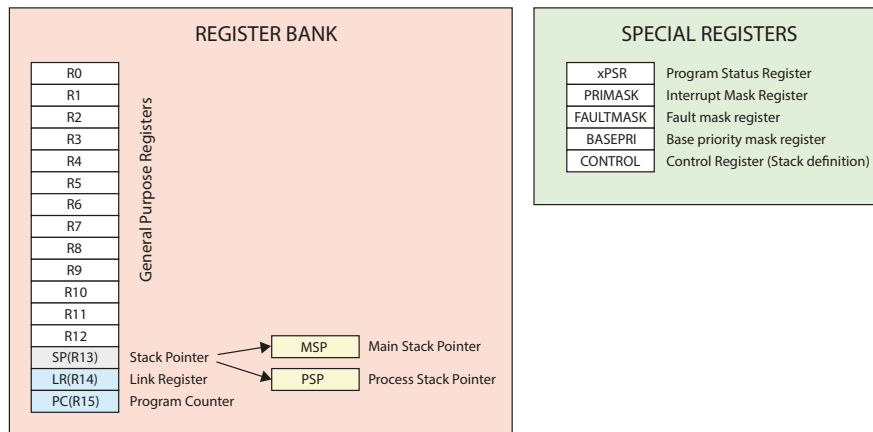 REGISTER BANK
R0
R1
R2
R3
R4
R5
R6
R7
R8
R9
R10
R11
R12
General Purpose Registers
SP(R13) Stack Pointer
LR(R14) Link Register
PC(R15) Program Counter
MSP Main Stack Pointer
PSP Process Stack Pointer
SPECIAL REGISTERS
xPSR Program Status Register
PRIMASK Interrupt Mask Register
FAULTMASK Fault mask register
BASEPRI Base priority mask register
CONTROL Control Register (Stack definition)